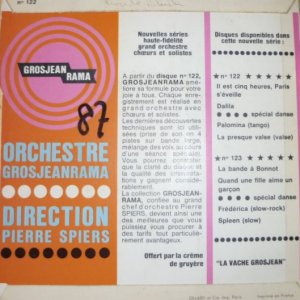 n° 122
GROSJEAN
RAMA
87
ORCHESTRE
GROSJEANRAMA
DIRECTION
PIERRE SPIERS
Nouvelles séries
haute-fidélité
grand orchestre
chœurs et solistes
A partir du disque n° 122,
GROSJEANRAMA amé-
liore sa formule pour votre
joie à tous. Chaque enre-
gistrement est réalisé en
grand orchestre avec
chœurs et solistes.
Les dernières découvertes
techniques sont ici utili-
sées (prise de son en 4
pistes sur bande large,
mélange des voix au cours
d'une séance spéciale).
Vous pourrez constater
que la clarté du disque et
la qualité des interpréta-
tions y gagnent considé-
rablement.
La collection GROSJEAN-
RAMA, confiée au grand
chef d'orchestre Pierre
SPIERS, devient ainsi une
des meilleures que vous
puissiez vous procurer à
des tarifs tout particuliè-
rement avantageux.
Offert par la crème
de gruyère
Disques disponibles dans
cette nouvelle série :
n° 122
Il est cinq heures, Paris
s'éveille
Dalila
spécial danse
Palomina (tango)
La presque valse (valse)
n° 123
La bande à Bonnot
Quand une fille aime un
garçon
spécial danse
Frédérica (slow-rock)
Spleen (slow)
"LA VACHE GROSJEAN"